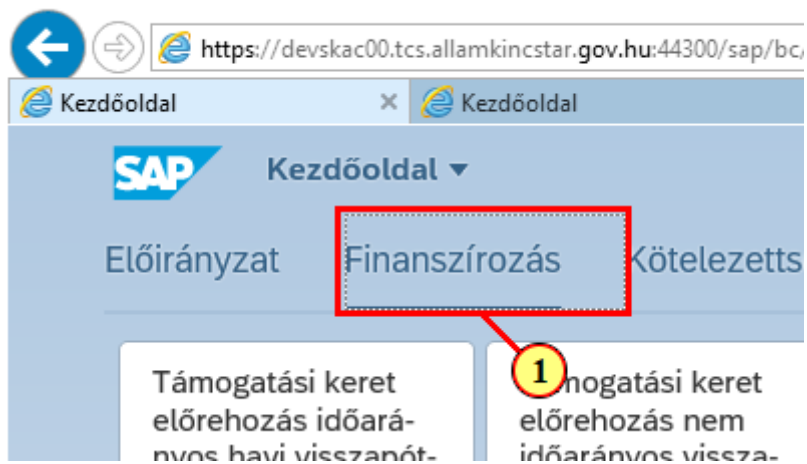 https://devskac00.tcs.allamkincstar.gov.hu:44300/sap/bc/
Kezdőoldal Kezdőoldal
SAP Kezdőoldal
Előirányzat Finanszírozás Kötelezetts
1
Támogatási keret
előrehozás időará-
nyos havi visszapót-
mogatási keret
előrehozás nem
időarányos vissza-